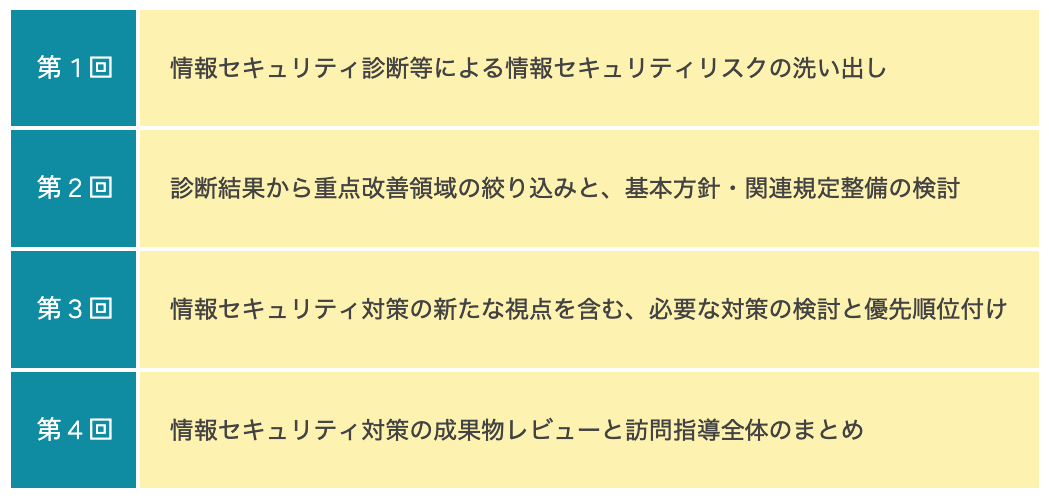 第1回
情報セキュリティ診断等による情報セキュリティリスクの洗い出し
第2回
診断結果から重点改善領域の絞り込みと、基本方針・関連規定整備の検討
第3回
情報セキュリティ対策の新たな視点を含む、必要な対策の検討と優先順位付け
第4回
情報セキュリティ対策の成果物レビューと訪問指導全体のまとめ